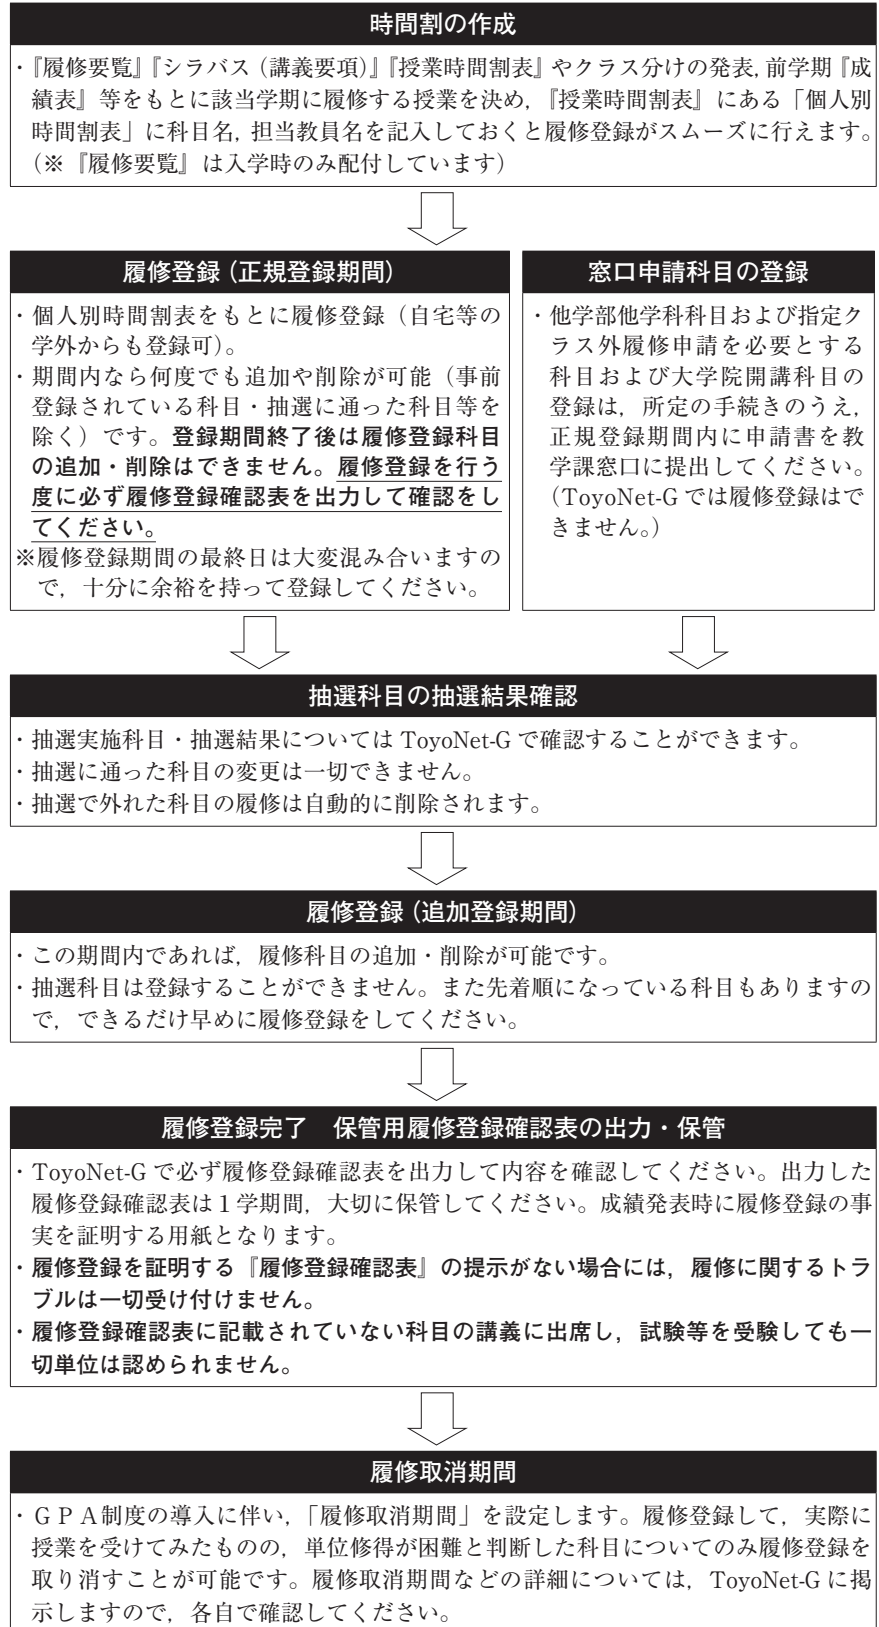 時間割の作成
・『履修要覧』『シラバス（講義要項）』『授業時間割表』やクラス分けの発表，前学期『成
績表』等をもとに該当学期に履修する授業を決め，『授業時間割表』にある「個人別
時間割表」に科目名，担当教員名を記入しておくと履修登録がスムーズに行えます。
（※『履修要覧』は入学時のみ配付しています）
履修登録（正規登録期間）
・個人別時間割表をもとに履修登録（自宅等の
学外からも登録可）。
・期間内なら何度でも追加や削除が可能（事前
登録されている科目・抽選に通った科目等を
除く）です。登録期間終了後は履修登録科目
の追加・削除はできません。履修登録を行う
度に必ず履修登録確認表を出力して確認をし
てください。
※履修登録期間の最終日は大変混み合いますの
で，十分に余裕を持って登録してください。
窓口申請科目の登録
・他学部他学科科目および指定ク
ラス外履修申請を必要とする
科目および大学院開講科目の
登録は，所定の手続きのうえ，
正規登録期間内に申請書を教
学課窓口に提出してください。
（ToyoNet-G では履修登録はで
きません。）
抽選科目の抽選結果確認
・抽選実施科目・抽選結果については ToyoNet-G で確認することができます。
・抽選に通った科目の変更は一切できません。
・抽選で外れた科目の履修は自動的に削除されます。
履修登録（追加登録期間）
・この期間内であれば，履修科目の追加・削除が可能です。
・抽選科目は登録することができません。また先着順になっている科目もありますの
で，できるだけ早めに履修登録をしてください。
履修登録完了　保管用履修登録確認表の出力・保管
・ToyoNet-G で必ず履修登録確認表を出力して内容を確認してください。出力した
履修登録確認表は１学期間，大切に保管してください。成績発表時に履修登録の事
実を証明する用紙となります。
・履修登録を証明する『履修登録確認表』の提示がない場合には，履修に関するトラ
ブルは一切受け付けません。
・履修登録確認表に記載されていない科目の講義に出席し，試験等を受験しても一
切単位は認められません。
履修取消期間
・ＧＰＡ制度の導入に伴い，「履修取消期間」を設定します。履修登録して，実際に
授業を受けてみたものの，単位修得が困難と判断した科目についてのみ履修登録を
取り消すことが可能です。履修取消期間などの詳細については，ToyoNet-G に掲
示しますので，各自で確認してください。